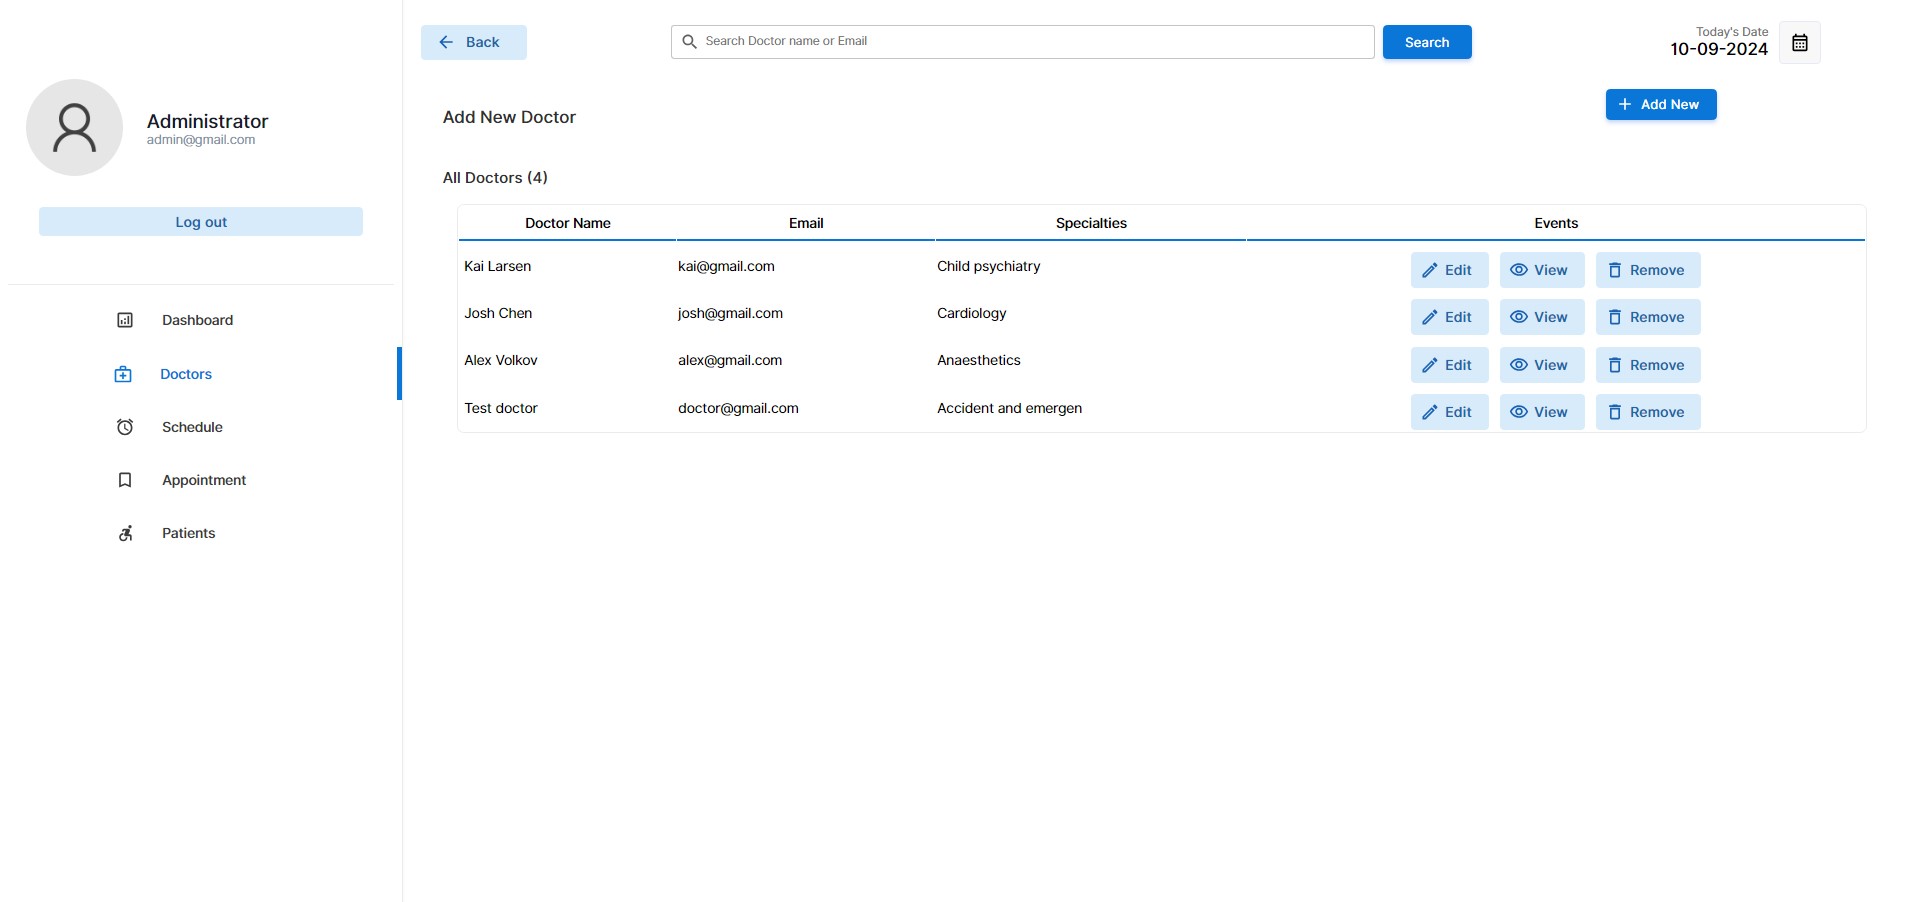 Administrator
admin@gmail.com
Log out
Dashboard
Doctors
Schedule
Appointment
Patients
Back
Search Doctor name or Email
Search
Today's Date
10-09-2024
Add New Doctor
Add New
All Doctors (4)
Doctor Name Email Specialties Events
Kai Larsen kai@gmail.com Child psychiatry Edit View Remove
Josh Chen josh@gmail.com Cardiology Edit View Remove
Alex Volkov alex@gmail.com Anaesthetics Edit View Remove
Test doctor doctor@gmail.com Accident and emergen Edit View Remove